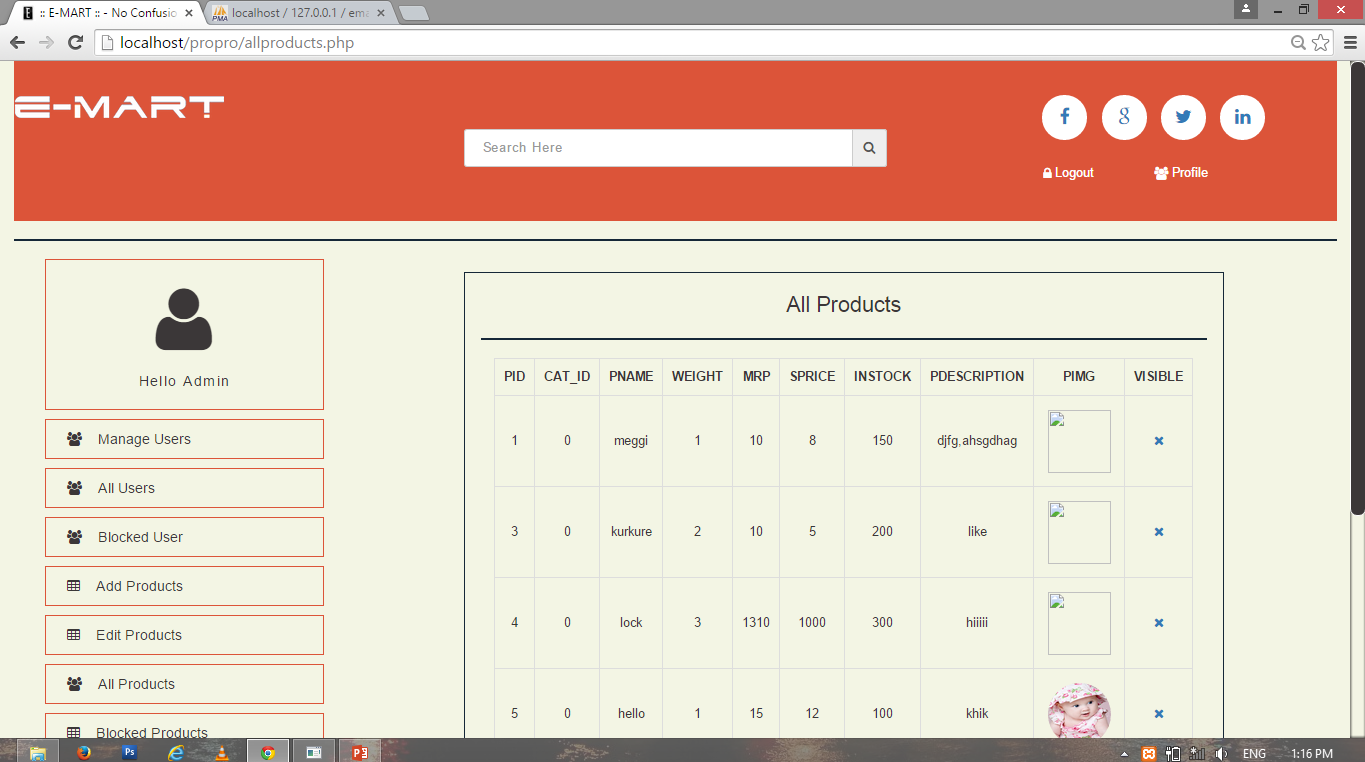 :: E-MART :: - No Confusio
localhost / 127.0.0.1 / ema
localhost/propro/allproducts.php
E-MART
Search Here
Logout
Profile
Hello Admin
Manage Users
All Users
Blocked User
Add Products
Edit Products
All Products
Blocked Products
All Products
PID CAT_ID PNAME WEIGHT MRP SPRICE INSTOCK PDESCRIPTION PIMG VISIBLE
1 0 meggi 1 10 8 150 djfg,ahsgdhag
3 0 kurkure 2 10 5 200 like
4 0 lock 3 1310 1000 300 hiiiii
5 0 hello 1 15 12 100 khik
ENG 1:16 PM